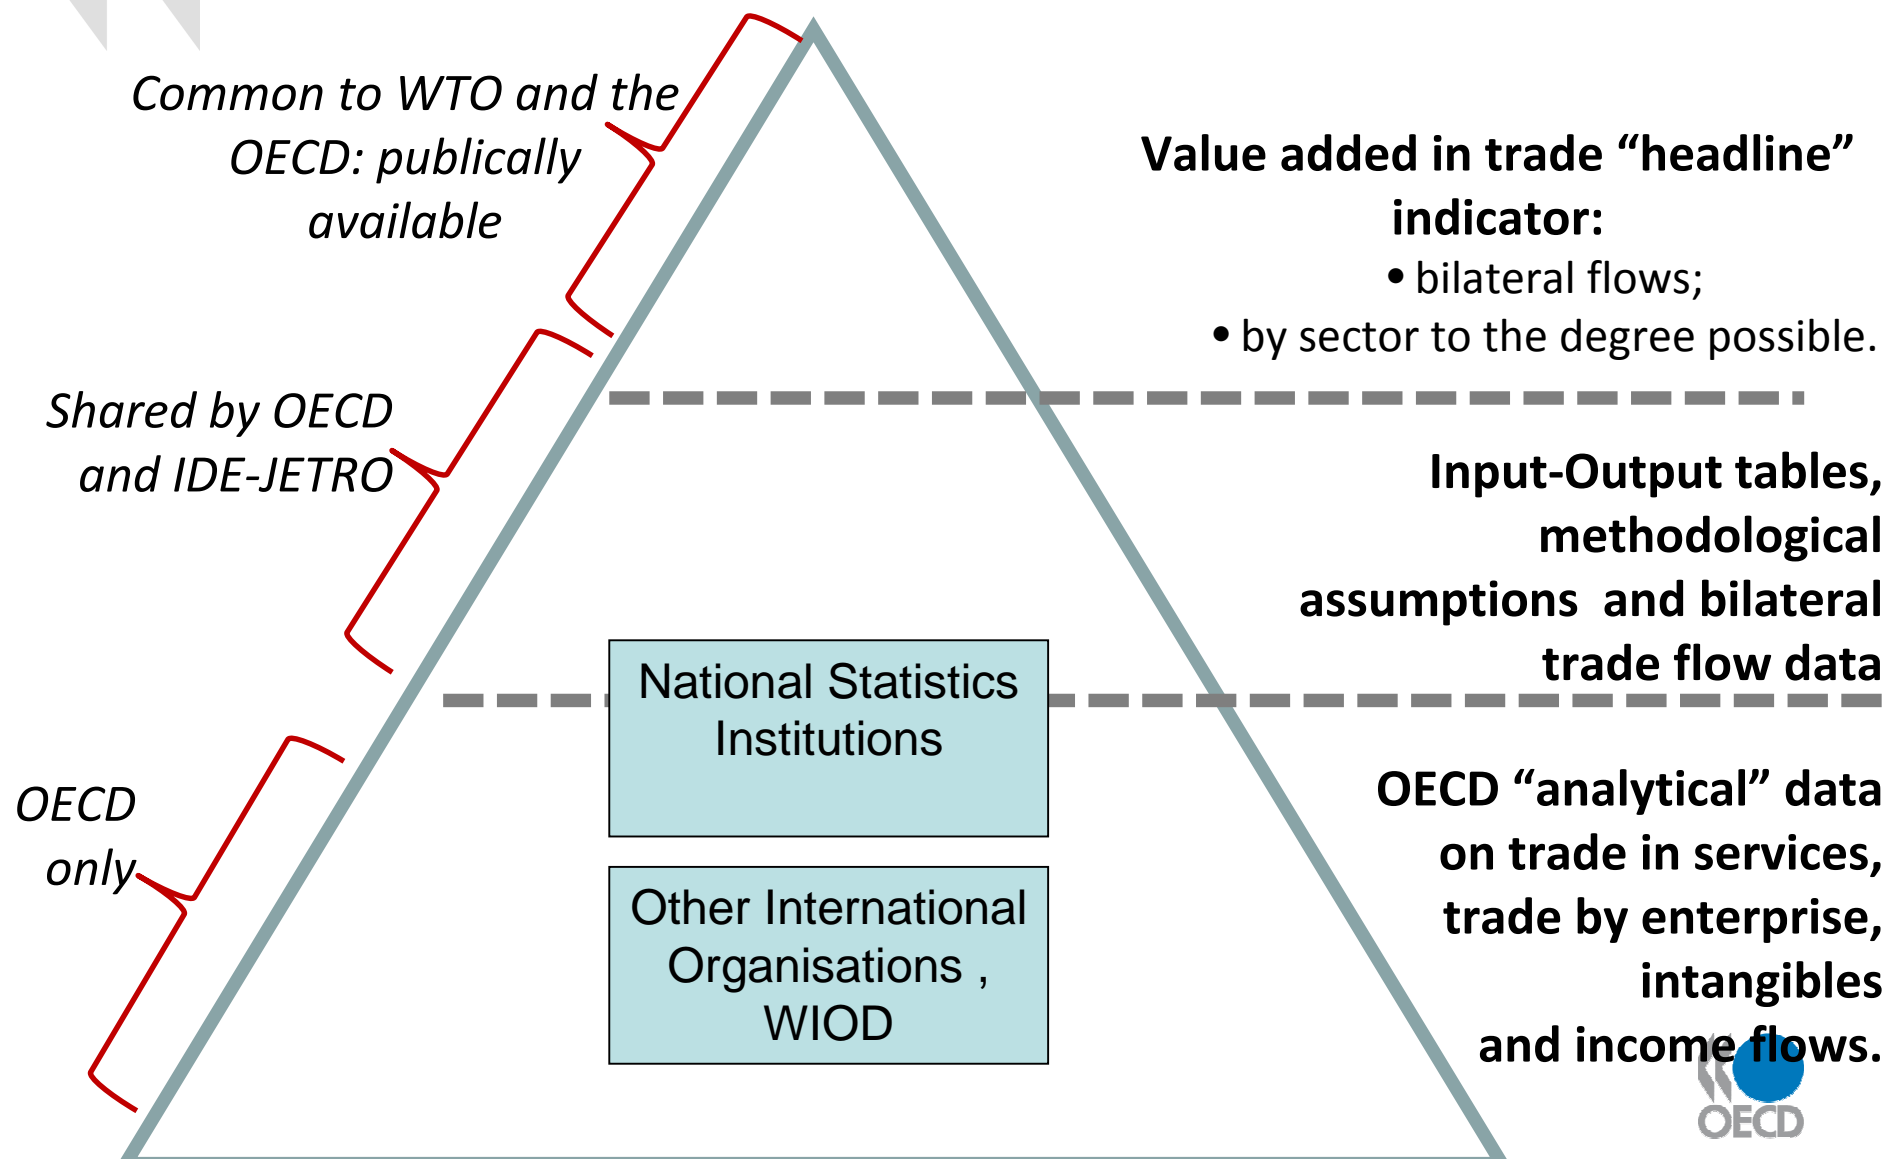 Common to WTO and the
OECD: publically
available
Value added in trade “headline”
indicator:
• bilateral flows;
• by sector to the degree possible.
Shared by OECD
and IDE-JETRO
Input-Output tables,
methodological
assumptions and bilateral
trade flow data
National Statistics
Institutions
OECD
only
OECD “analytical” data
on trade in services,
trade by enterprise,
intangibles
and income flows.
Other International
Organisations ,
WIOD
OECD